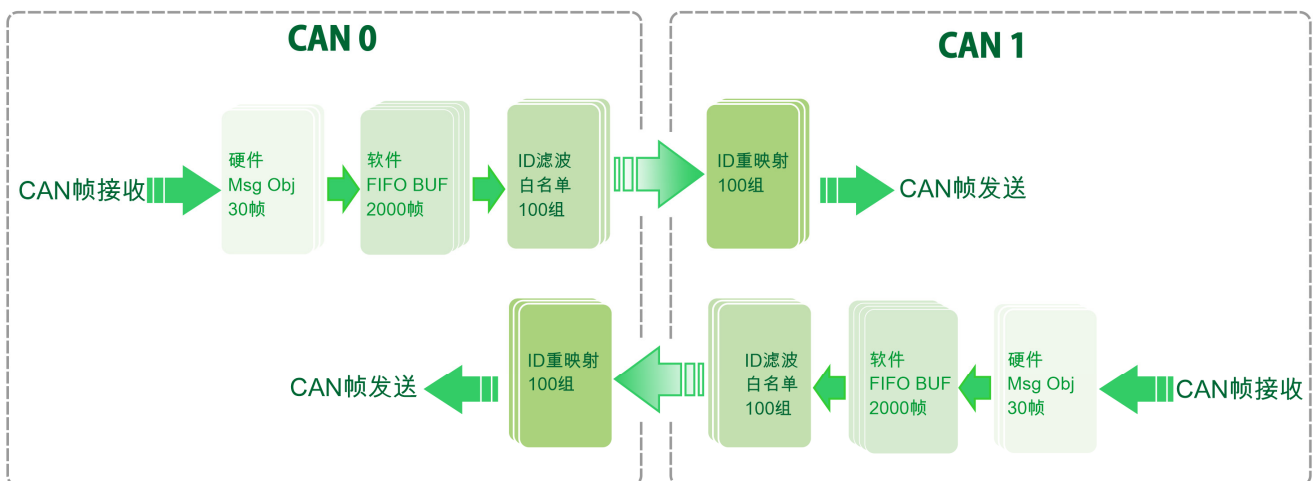 CAN 0
CAN 1
CAN帧接收
硬件
Msg Obj
30帧
软件
FIFO BUF
2000帧
ID滤波
白名单
100组
ID重映射
100组
CAN帧发送
CAN帧发送
ID重映射
100组
ID滤波
白名单
100组
软件
FIFO BUF
2000帧
硬件
Msg Obj
30帧
CAN帧接收